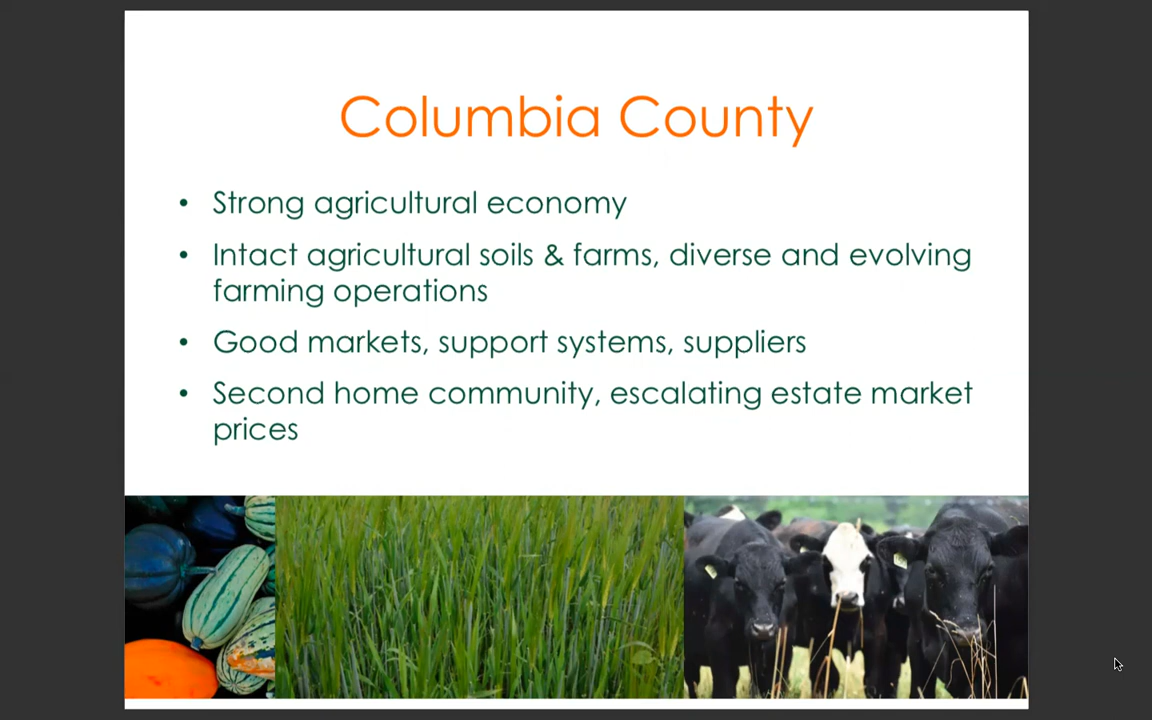 Columbia County
• Strong agricultural economy
• Intact agricultural soils & farms, diverse and evolving
farming operations
• Good markets, support systems, suppliers
• Second home community, escalating estate market
prices